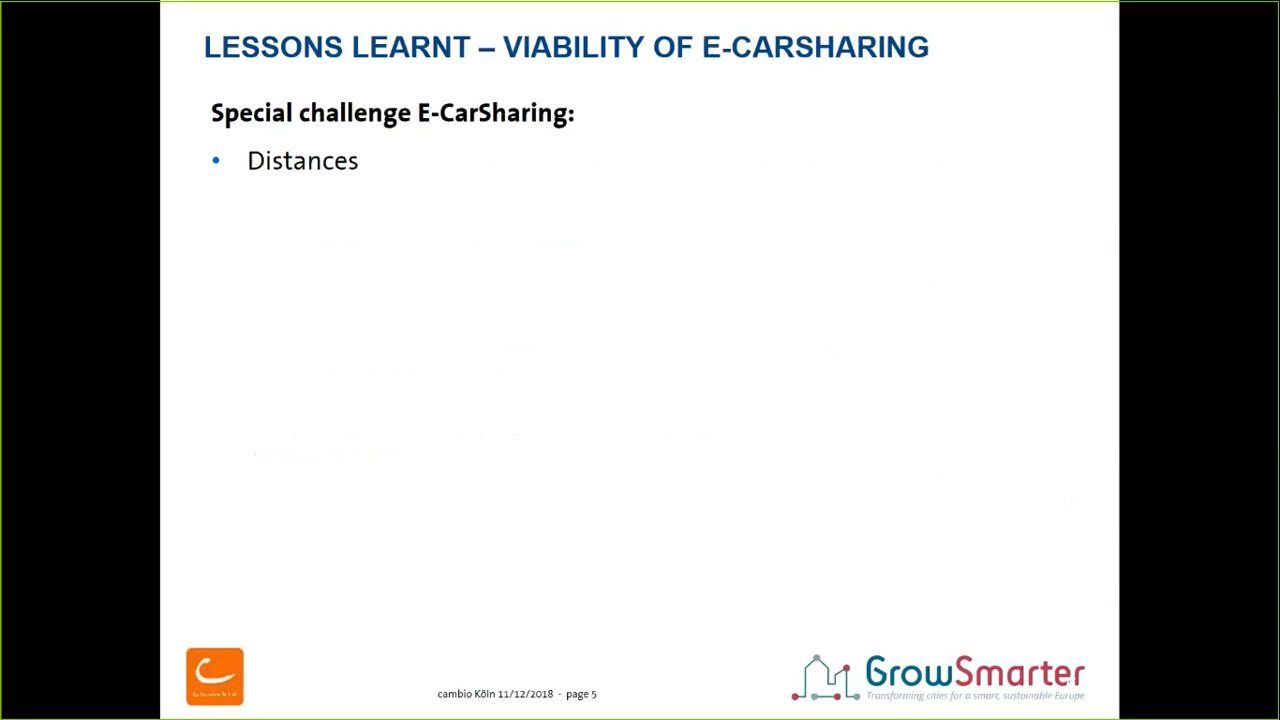 LESSONS LEARNT – VIABILITY OF E-CARSHARING
Special challenge E-CarSharing:
• Distances
cambio Köln 11/12/2018 - page 5
GrowSmarter
Transforming cities for a smart, sustainable Europe